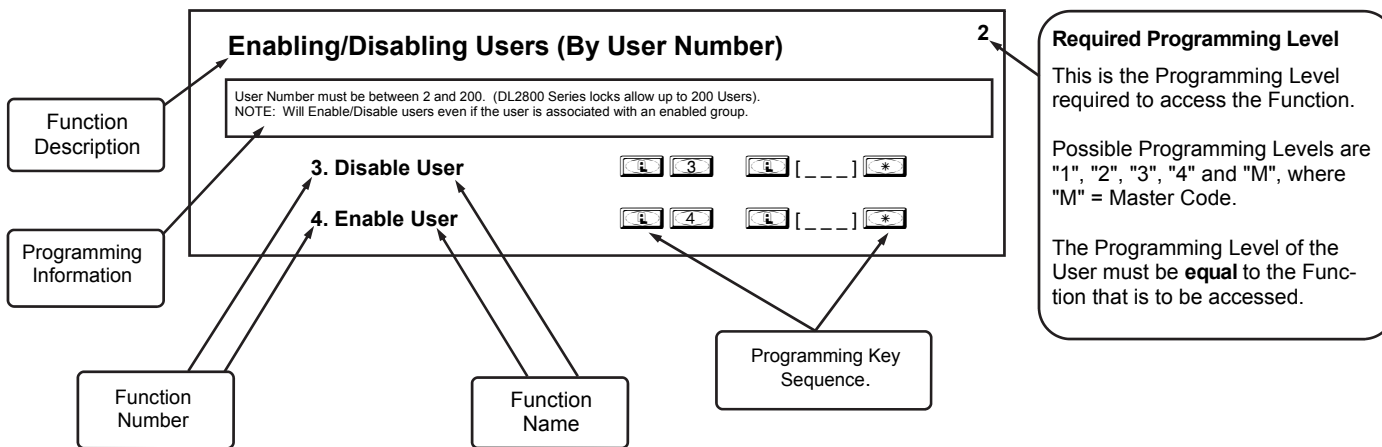 Enabling/Disabling Users (By User Number)
2
User Number must be between 2 and 200. (DL2800 Series locks allow up to 200 Users).
NOTE: Will Enable/Disable users even if the user is associated with an enabled group.
3. Disable User
3 [ _ _ _ ] *
4. Enable User
4 [ _ _ _ ] *
Function
Description
Programming
Information
Function
Number
Function
Name
Programming Key
Sequence.
Required Programming Level
This is the Programming Level
required to access the Function.
Possible Programming Levels are
"1", "2", "3", "4" and "M", where
"M" = Master Code.
The Programming Level of the
User must be equal to the Func-
tion that is to be accessed.